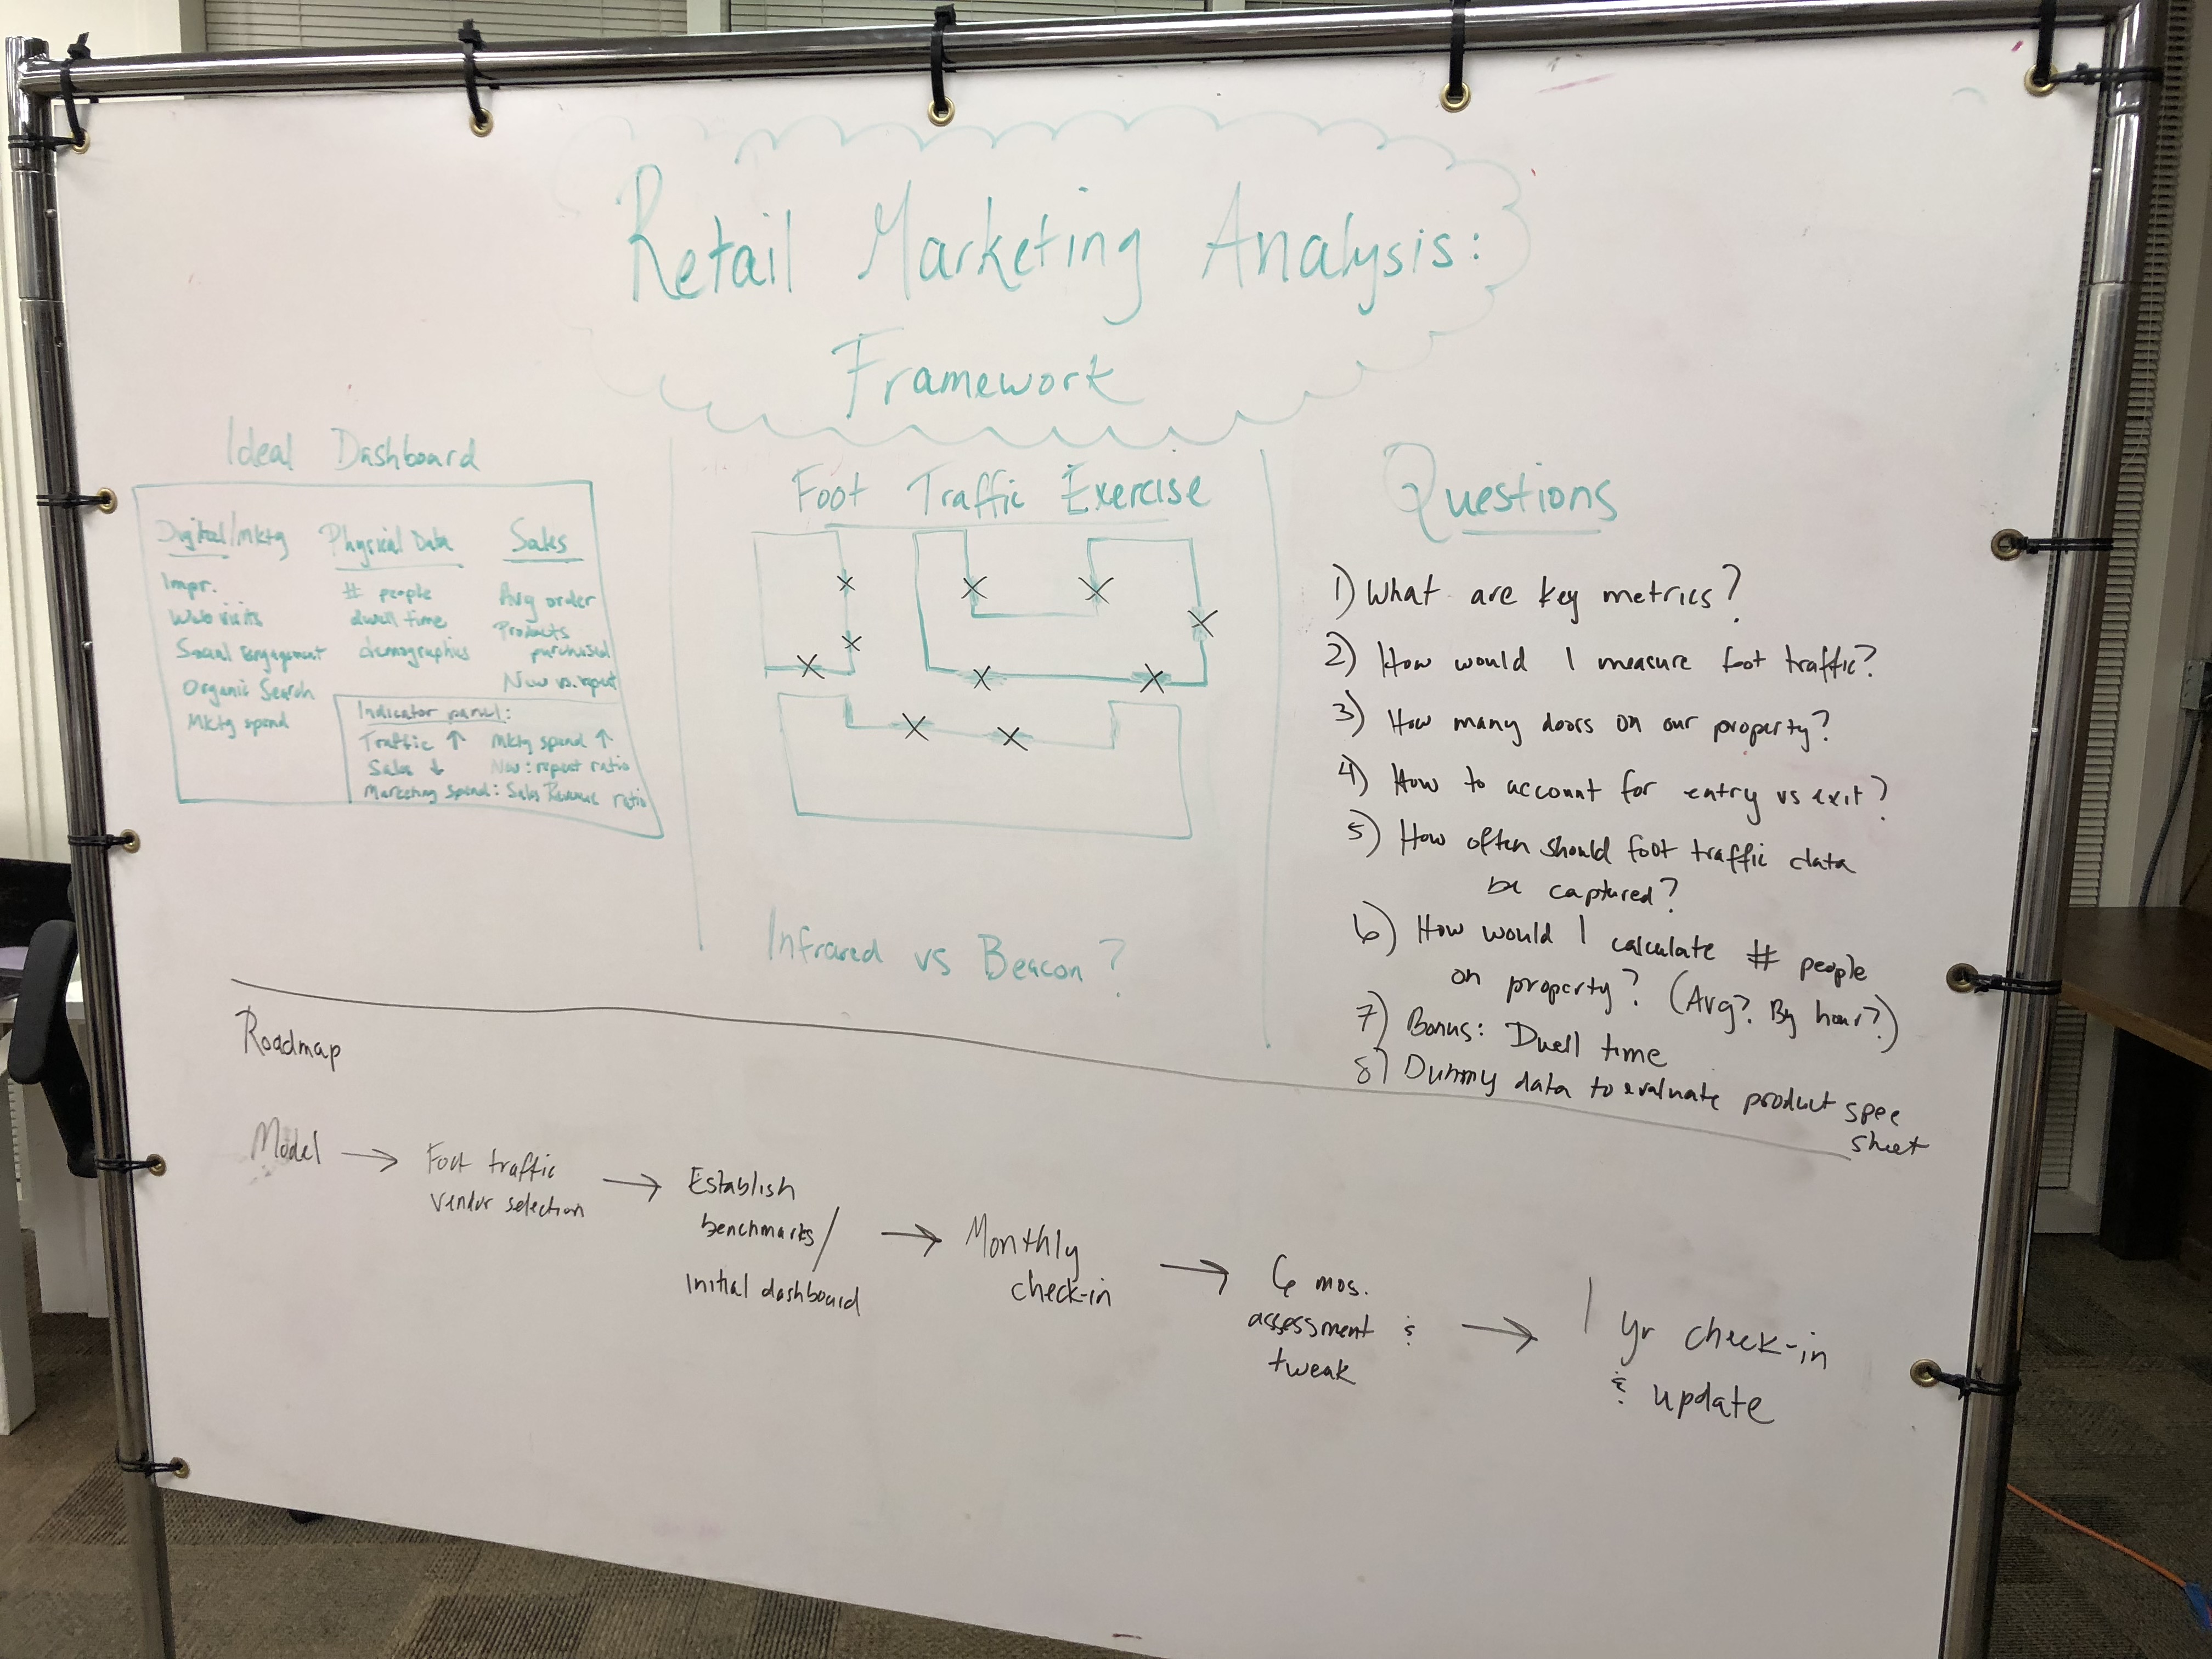 Retail Marketing Analysis:
Framework
Ideal Dashboard
Digital/Mktg
Impr.
Web visits
Social Engagement
Organic Search
Mktg spend
Physical Data
# people
dwell time
demographics
Sales
Avg order
Products
purchased
New vs. repeat
Indicator panel:
Traffic ↑ Mktg spend ↑
Sales ↓ New: repeat ratio
Marketing spend: Sales Revenue ratio
Foot Traffic Exercise
X
X
X
X
X
X
X
X
X
X
Infrared vs Beacon?
Questions
1) What are key metrics?
2) How would I measure foot traffic?
3) How many doors on our property?
4) How to account for entry vs exit?
5) How often should foot traffic data
be captured?
6) How would I calculate # people
on property? (Avg? By hour?)
7) Bonus: Dwell time
8) Dummy data to evaluate product spec
sheet
Roadmap
Model →
Foot traffic
vendor selection →
Establish
benchmarks/
Initial dashboard →
Monthly
check-in →
6 mos.
assessment &
tweak →
1 yr check-in
& update